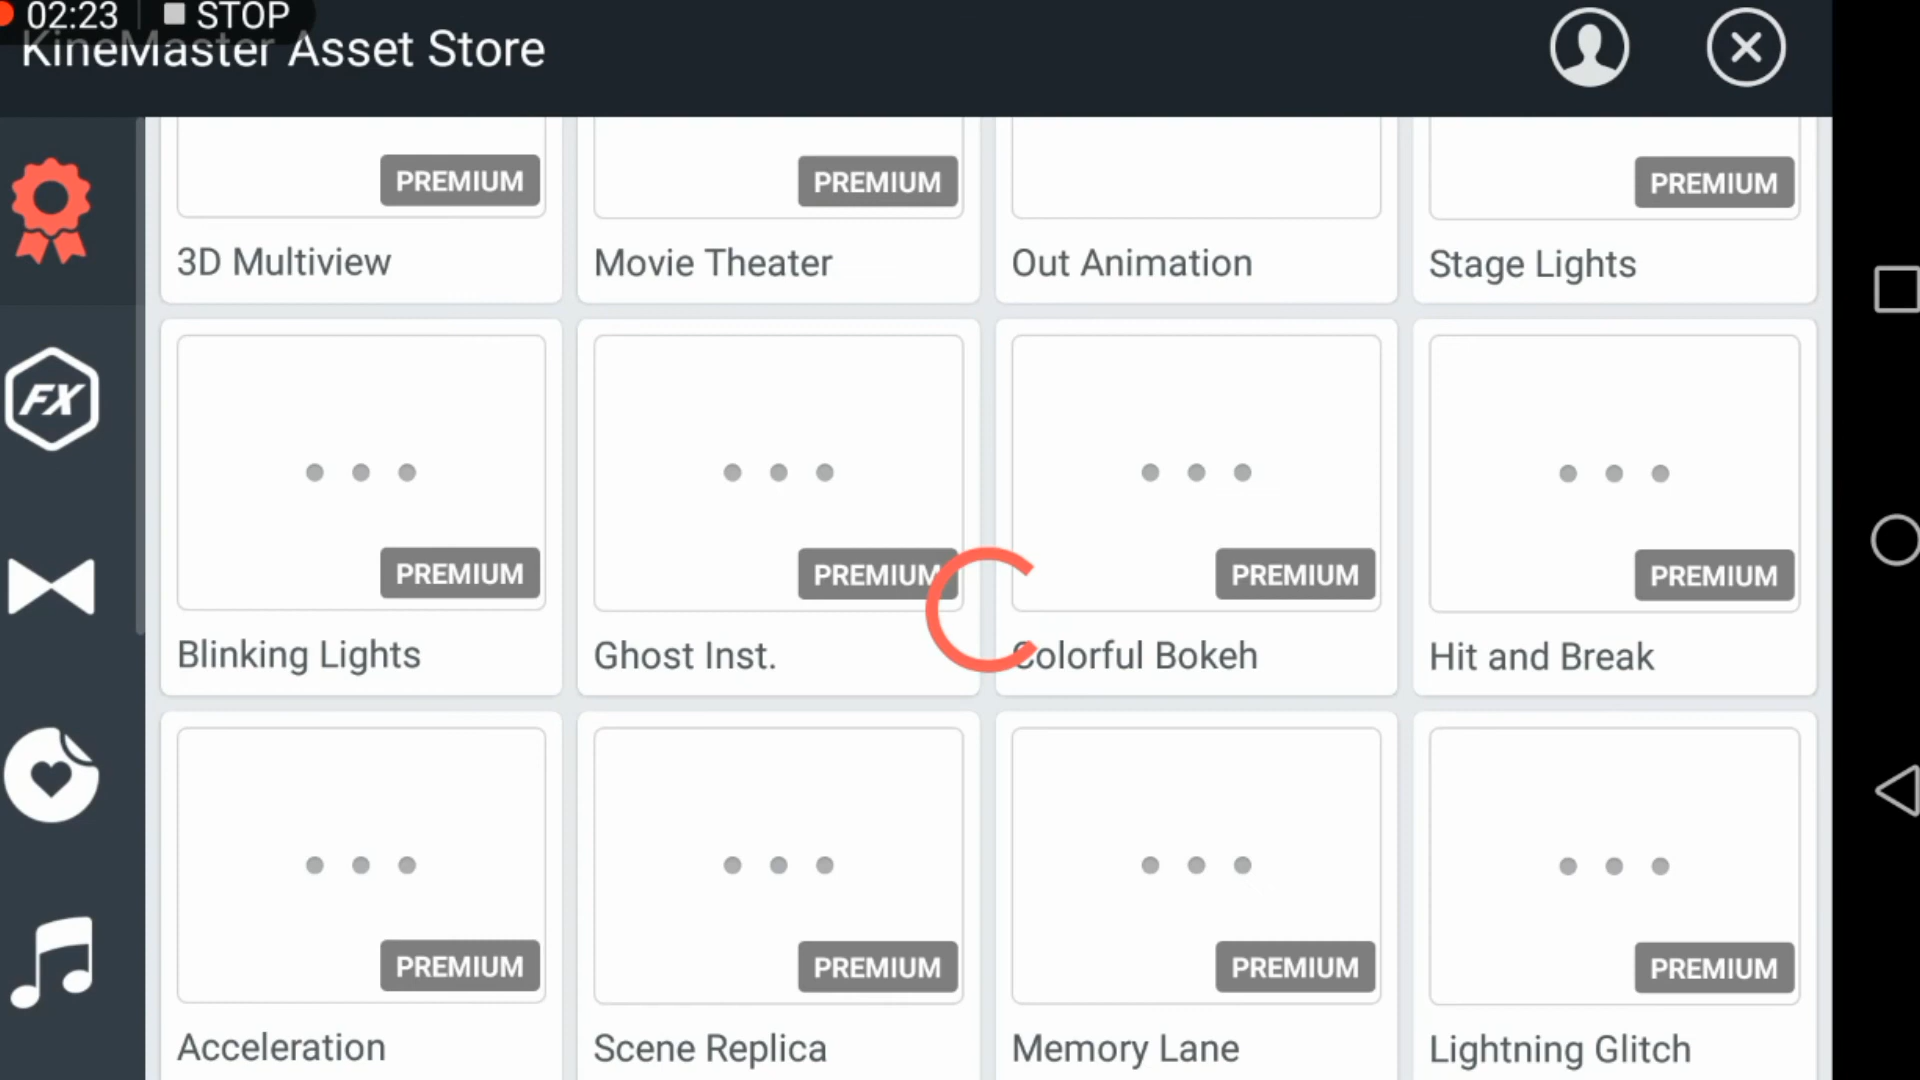 02:23 STOP
KineMaster Asset Store
PREMIUM PREMIUM PREMIUM
3D Multiview Movie Theater Out Animation Stage Lights
FX
PREMIUM PREMIUM PREMIUM PREMIUM
Blinking Lights Ghost Inst. Colorful Bokeh Hit and Break
PREMIUM PREMIUM PREMIUM PREMIUM
Acceleration Scene Replica Memory Lane Lightning Glitch